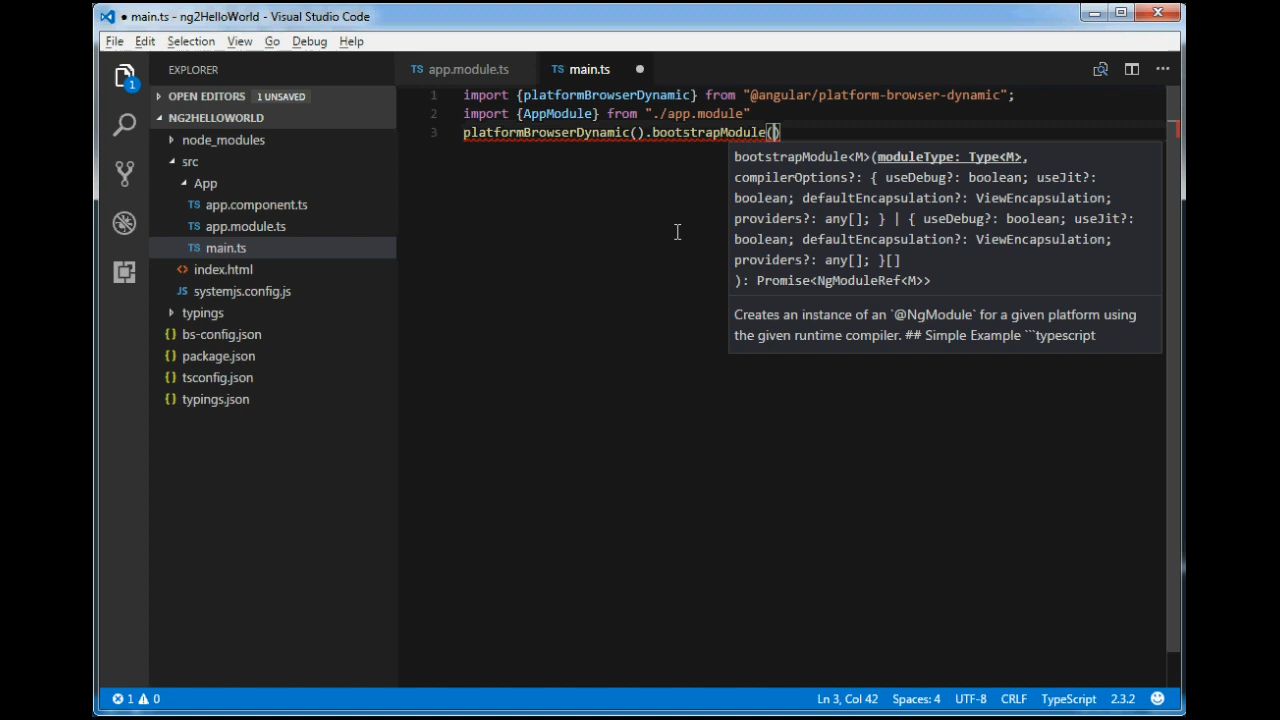 ● main.ts - ng2HelloWorld - Visual Studio Code
File Edit Selection View Go Debug Help
EXPLORER
OPEN EDITORS 1 UNSAVED
NG2HELLOWORLD
node_modules
src
App
TS app.component.ts
TS app.module.ts
TS main.ts
<> index.html
JS systemjs.config.js
typings
{} bs-config.json
{} package.json
{} tsconfig.json
{} typings.json
1
TS app.module.ts TS main.ts ●
1 import {platformBrowserDynamic} from "@angular/platform-browser-dynamic";
2 import {AppModule} from "./app.module"
3 platformBrowserDynamic().bootstrapModule()
bootstrapModule<M>(moduleType: Type<M>,
compilerOptions?: { useDebug?: boolean; useJit?:
boolean; defaultEncapsulation?: ViewEncapsulation;
providers?: any[]; } | { useDebug?: boolean; useJit?:
boolean; defaultEncapsulation?: ViewEncapsulation;
providers?: any[]; }[]
): Promise<NgModuleRef<M>>
Creates an instance of an `@NgModule` for a given platform using
the given runtime compiler. ## Simple Example ```typescript
1 0 Ln 3, Col 42 Spaces: 4 UTF-8 CRLF TypeScript 2.3.2